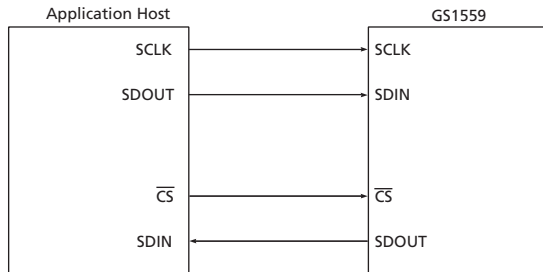 Application Host GS1559
SCLK SCLK
SDOUT SDIN
CS CS
SDIN SDOUT